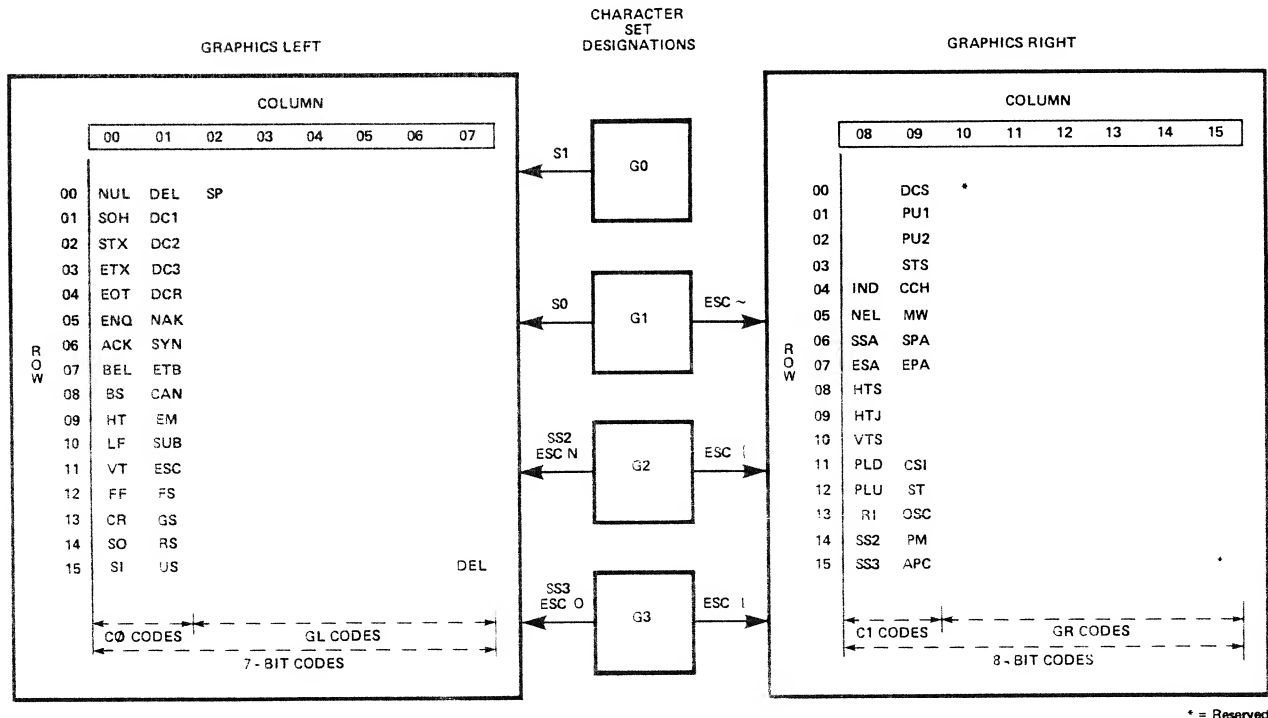 CHARACTER
SET
DESIGNATIONS
GRAPHICS LEFT
GRAPHICS RIGHT
COLUMN
00 01 02 03 04 05 06 07
00 NUL DEL SP
01 SOH DC1
02 STX DC2
03 ETX DC3
04 EOT DCR
05 ENQ NAK
06 ACK SYN
07 BEL ETB
08 BS CAN
09 HT EM
10 LF SUB
11 VT ESC
12 FF FS
13 CR GS
14 SO RS
15 SI US DEL
ROW
CØ CODES
GL CODES
7 - BIT CODES
S1
G0
S0
G1
ESC ~
SS2
ESC N
G2
ESC
SS3
ESC O
G3
ESC
COLUMN
08 09 10 11 12 13 14 15
00 DCS *
01 PU1
02 PU2
03 STS
04 IND CCH
05 NEL MW
06 SSA SPA
07 ESA EPA
08 HTS
09 HTJ
10 VTS
11 PLD CSI
12 PLU ST
13 RI OSC
14 SS2 PM
15 SS3 APC *
ROW
C1 CODES
GR CODES
8 - BIT CODES
* = Reserved